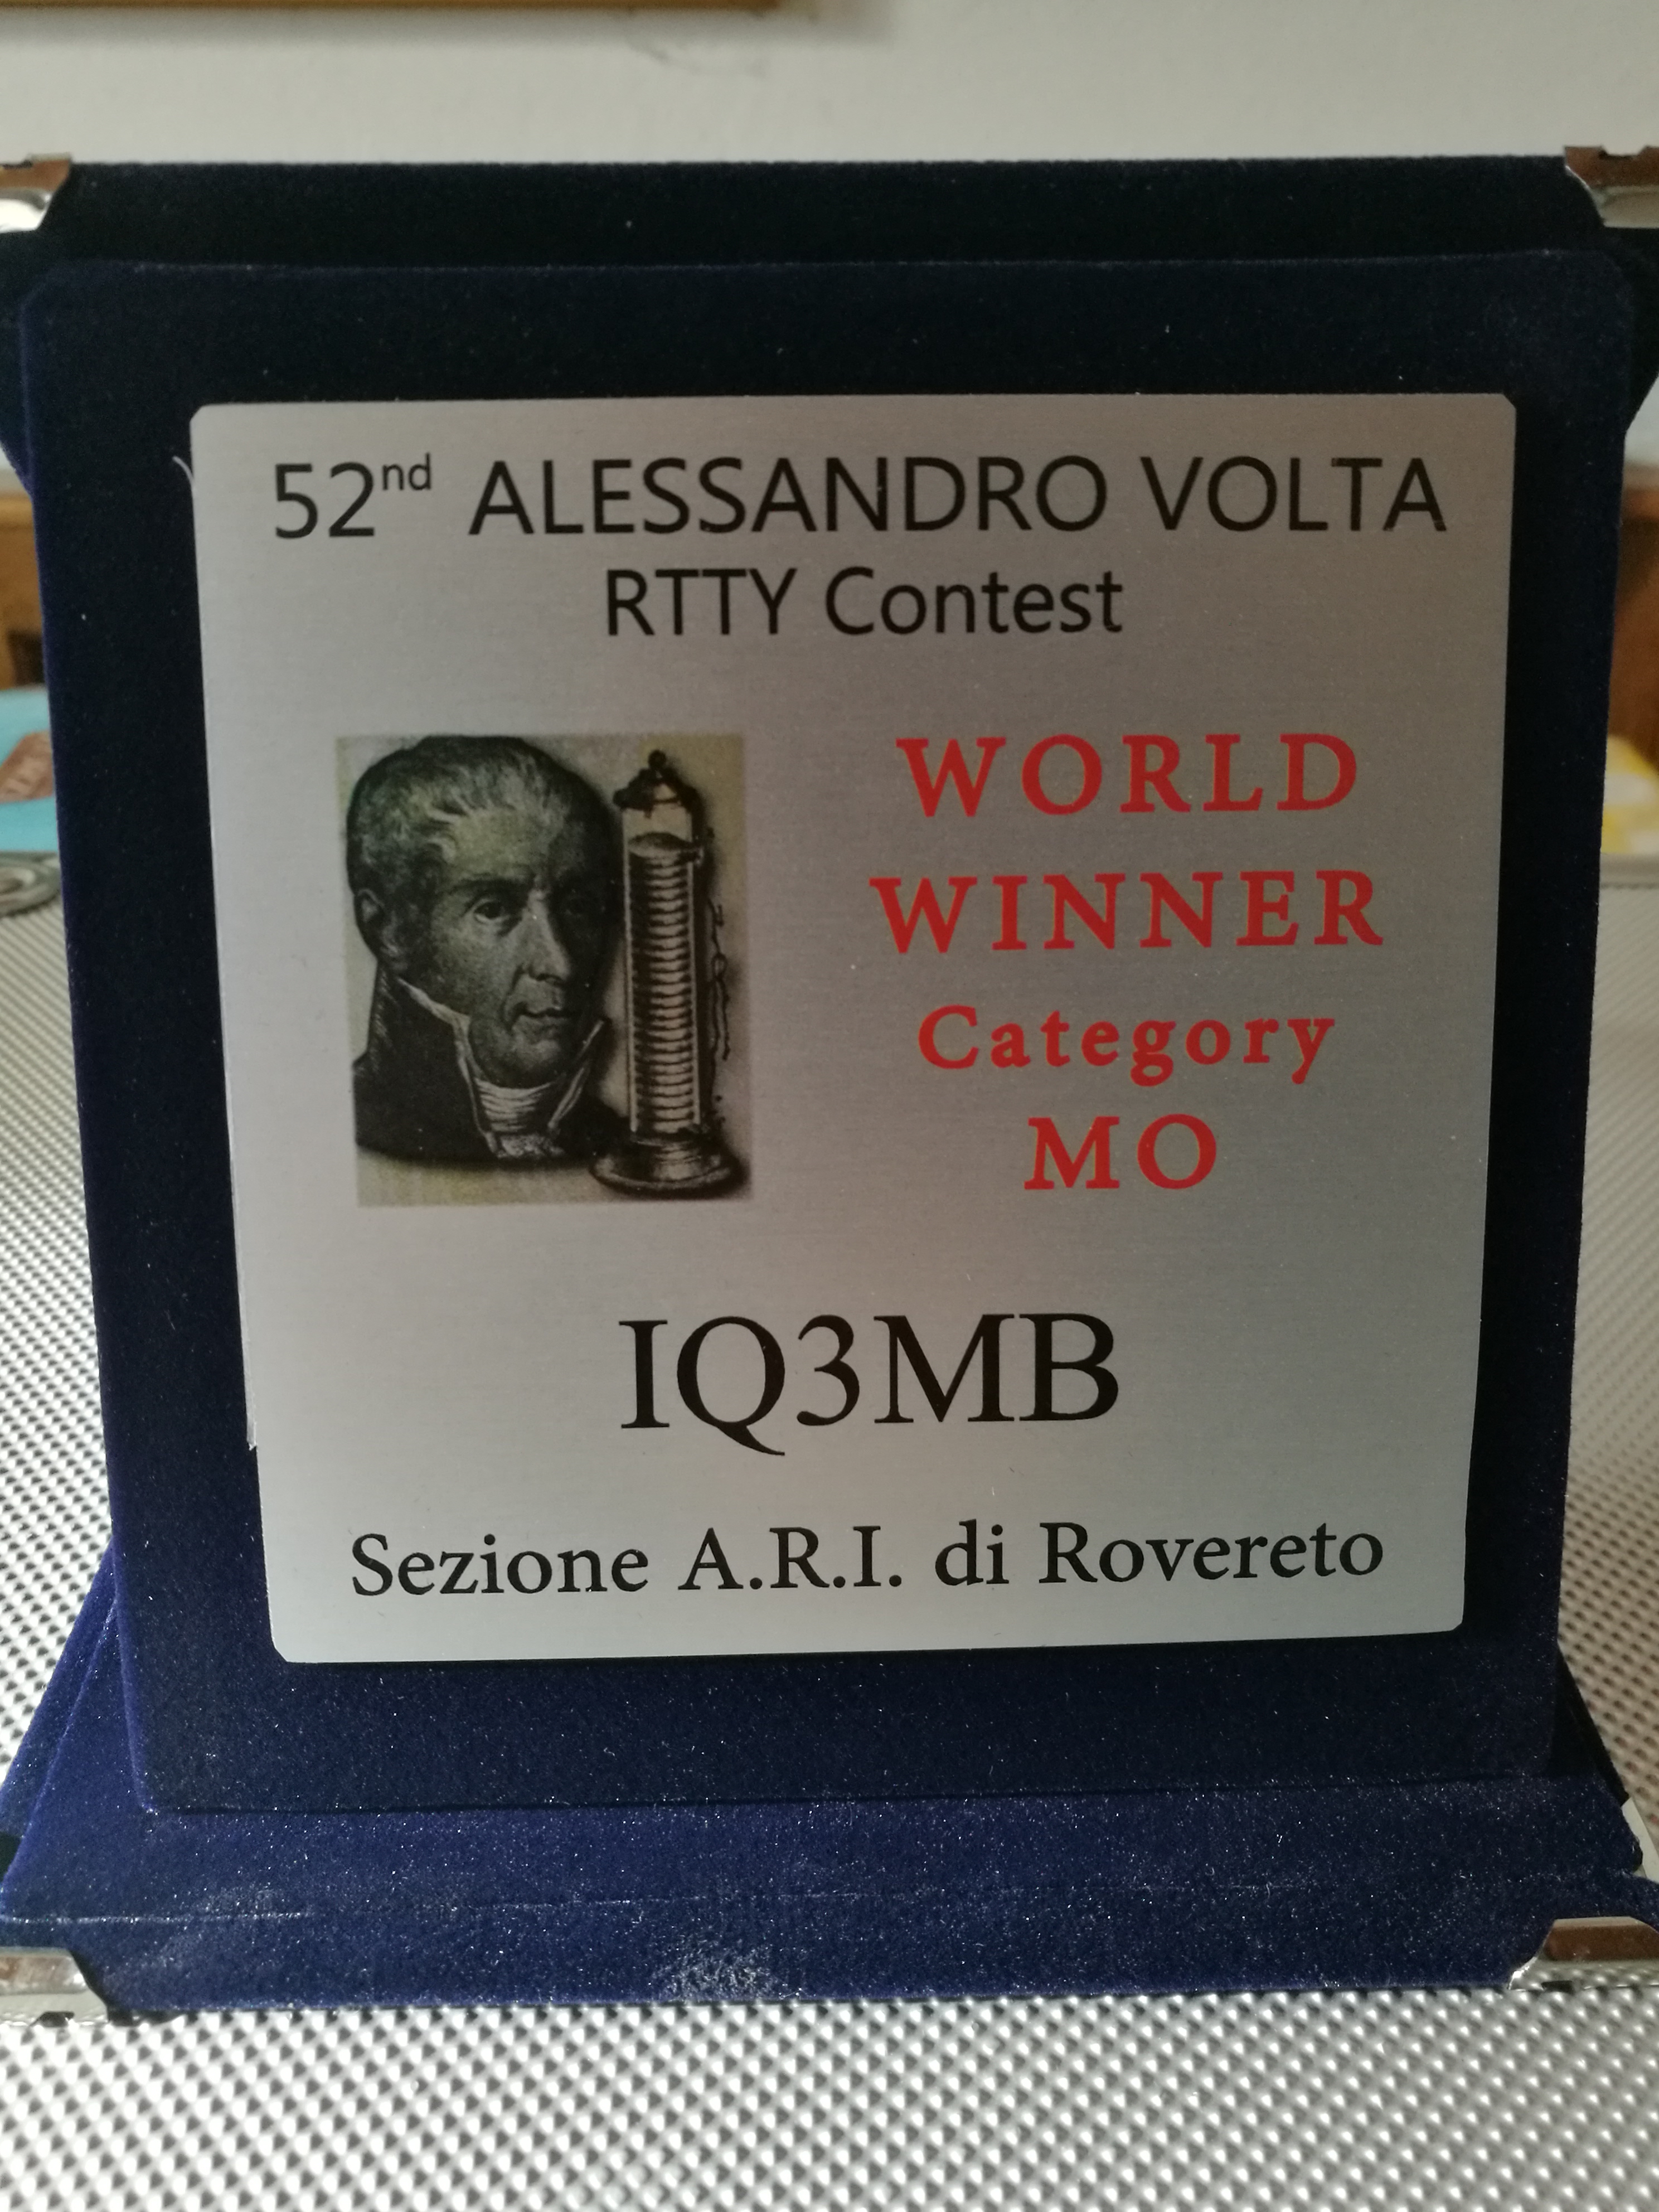 52nd ALESSANDRO VOLTA
RTTY Contest
WORLD
WINNER
Category
MO
IQ3MB
Sezione A.R.I. di Rovereto